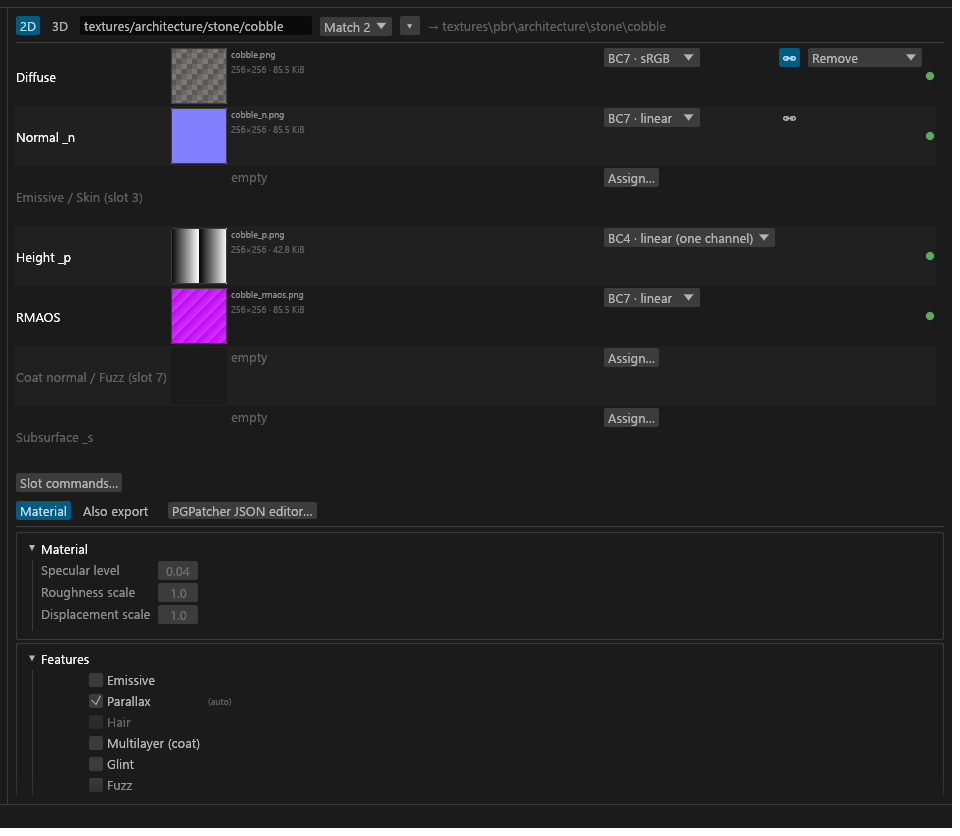 2D 3D textures/architecture/stone/cobble Match 2 → textures\pbr\architecture\stone\cobble
Diffuse cobble.png BC7 · sRGB Remove
256×256 · 85.5 KiB
Normal _n cobble_n.png BC7 · linear
256×256 · 85.5 KiB
Emissive / Skin (slot 3) empty Assign...
Height _p cobble_p.png BC4 · linear (one channel)
256×256 · 42.8 KiB
RMAOS cobble_rmaos.png BC7 · linear
256×256 · 85.5 KiB
Coat normal / Fuzz (slot 7) empty Assign...
Subsurface _s empty Assign...
Slot commands...
Material Also export PGPatcher JSON editor...
Material
Specular level 0.04
Roughness scale 1.0
Displacement scale 1.0
Features
Emissive
Parallax (auto)
Hair
Multilayer (coat)
Glint
Fuzz